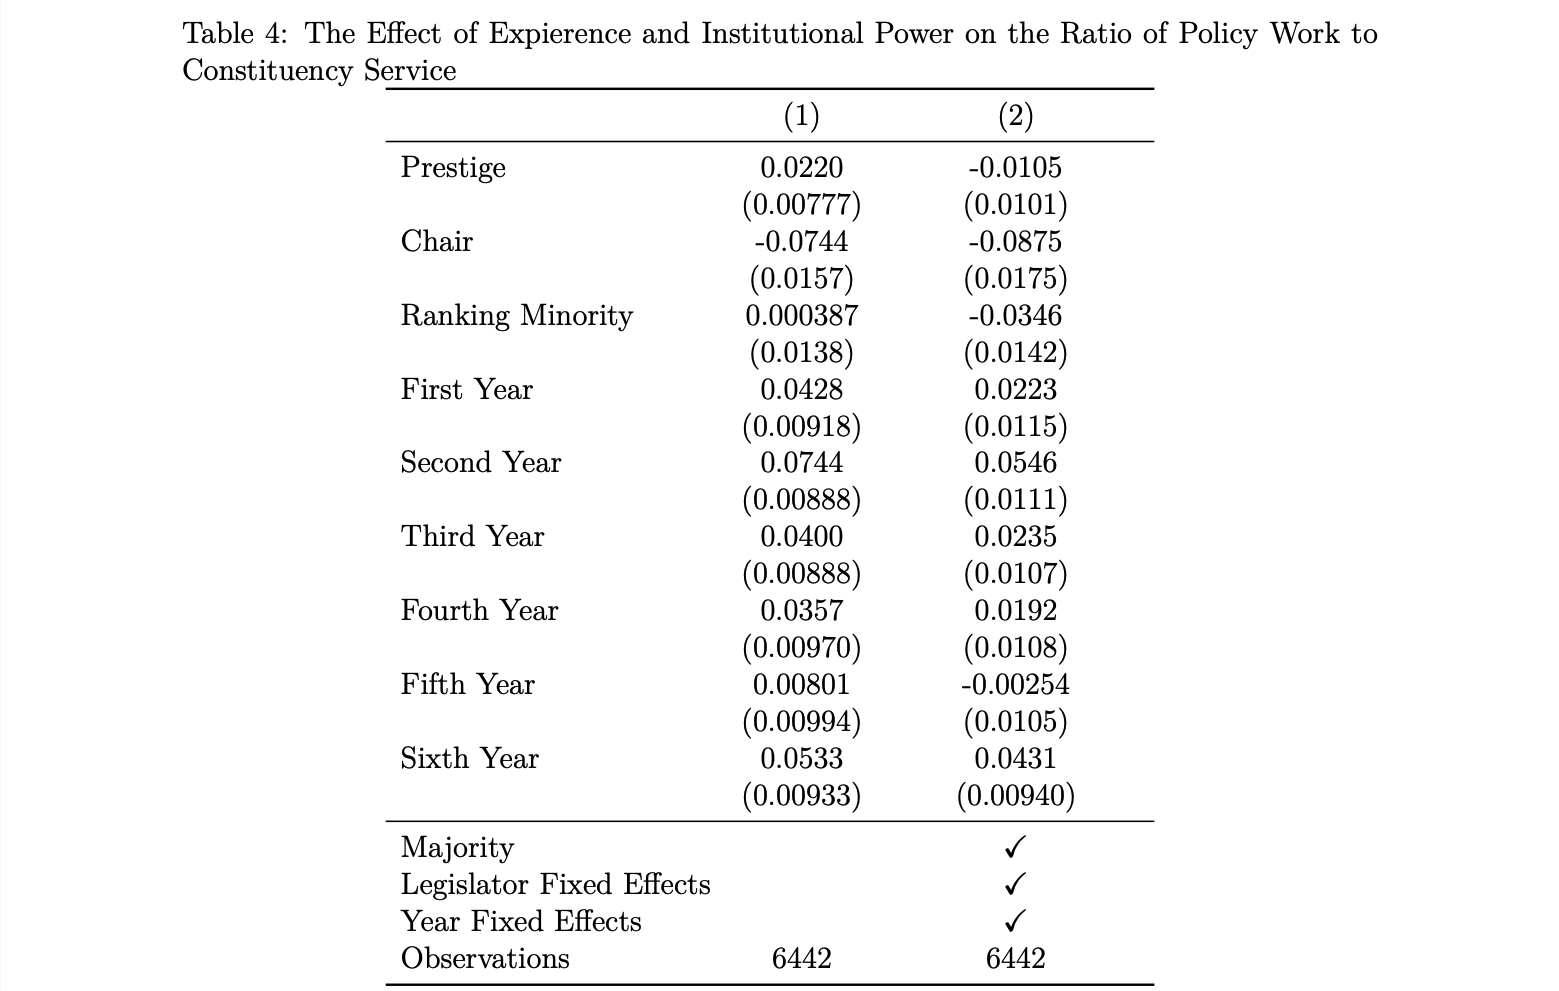 Table 4: The Effect of Expierence and Institutional Power on the Ratio of Policy Work to
Constituency Service
(1) (2)
Prestige 0.0220 -0.0105
(0.00777) (0.0101)
Chair -0.0744 -0.0875
(0.0157) (0.0175)
Ranking Minority 0.000387 -0.0346
(0.0138) (0.0142)
First Year 0.0428 0.0223
(0.00918) (0.0115)
Second Year 0.0744 0.0546
(0.00888) (0.0111)
Third Year 0.0400 0.0235
(0.00888) (0.0107)
Fourth Year 0.0357 0.0192
(0.00970) (0.0108)
Fifth Year 0.00801 -0.00254
(0.00994) (0.0105)
Sixth Year 0.0533 0.0431
(0.00933) (0.00940)
Majority ✓
Legislator Fixed Effects ✓
Year Fixed Effects ✓
Observations 6442 6442